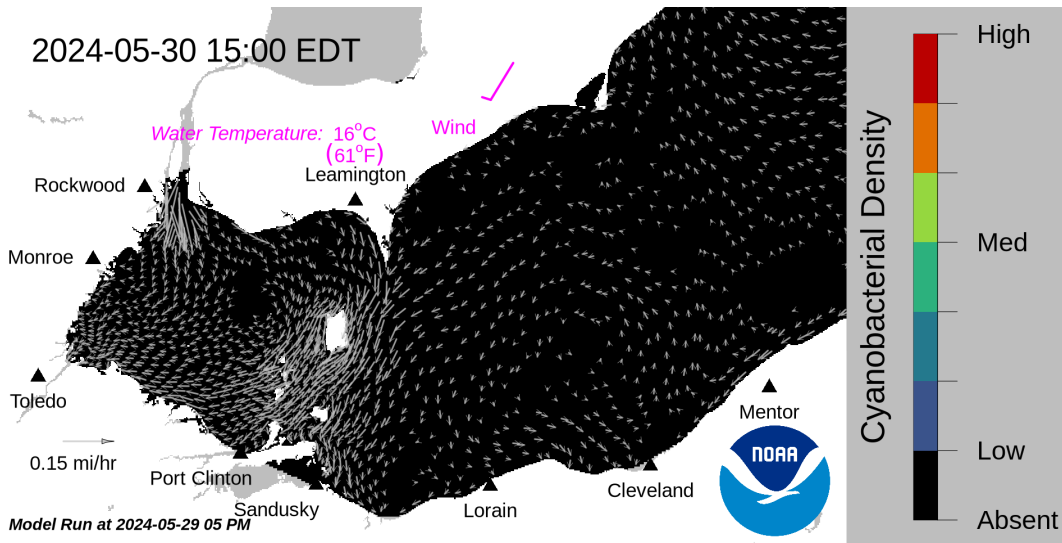 2024-05-30 15:00 EDT
High
Wind
Water Temperature: 16°C
(61°F)
Leamington
Rockwood
Monroe
Med
Cyanobacterial Density
Toledo
Mentor
0.15 mi/hr
NOAA
Low
Port Clinton
Cleveland
Sandusky
Lorain
Model Run at 2024-05-29 05 PM
Absent